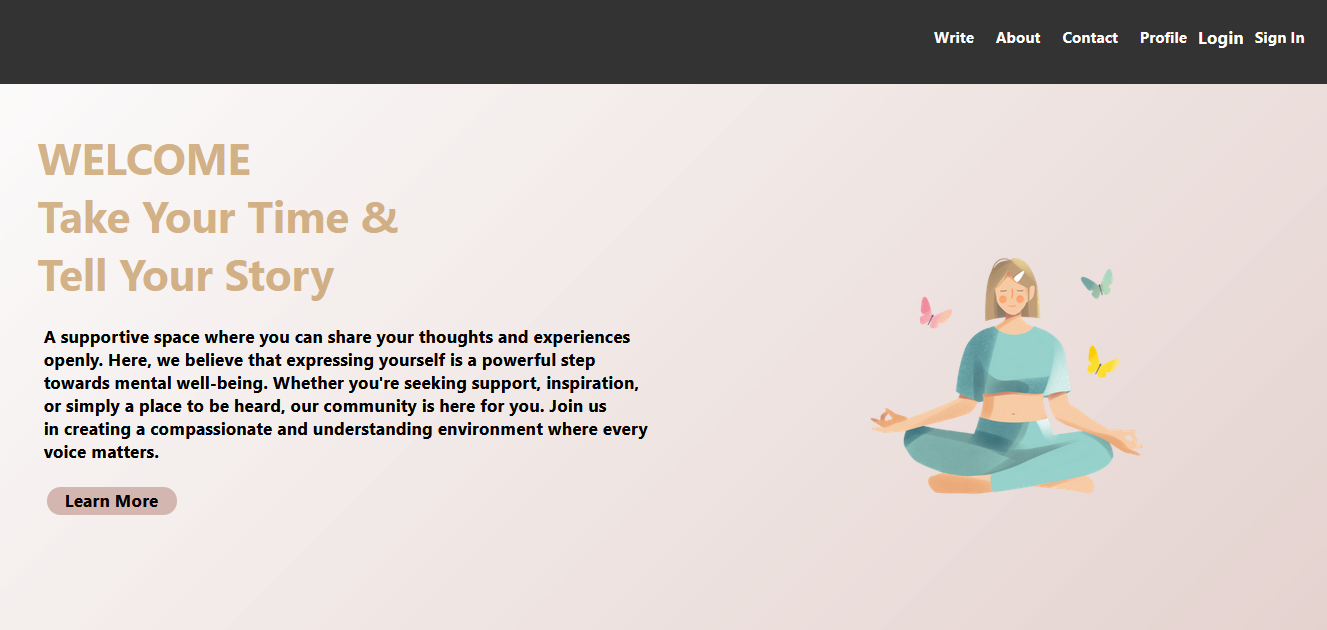 Write About Contact Profile Login Sign In
WELCOME
Take Your Time &
Tell Your Story
A supportive space where you can share your thoughts and experiences
openly. Here, we believe that expressing yourself is a powerful step
towards mental well-being. Whether you're seeking support, inspiration,
or simply a place to be heard, our community is here for you. Join us
in creating a compassionate and understanding environment where every
voice matters.
Learn More